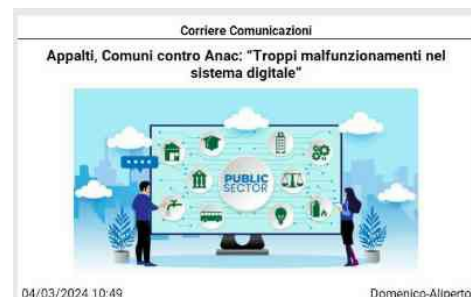 Corriere Comunicazioni
Appalti, Comuni contro Anac: "Troppi malfunzionamenti nel
sistema digitale"
PUBLIC
SECTOR
04/03/2024 10:49
Domenico-Aliperto